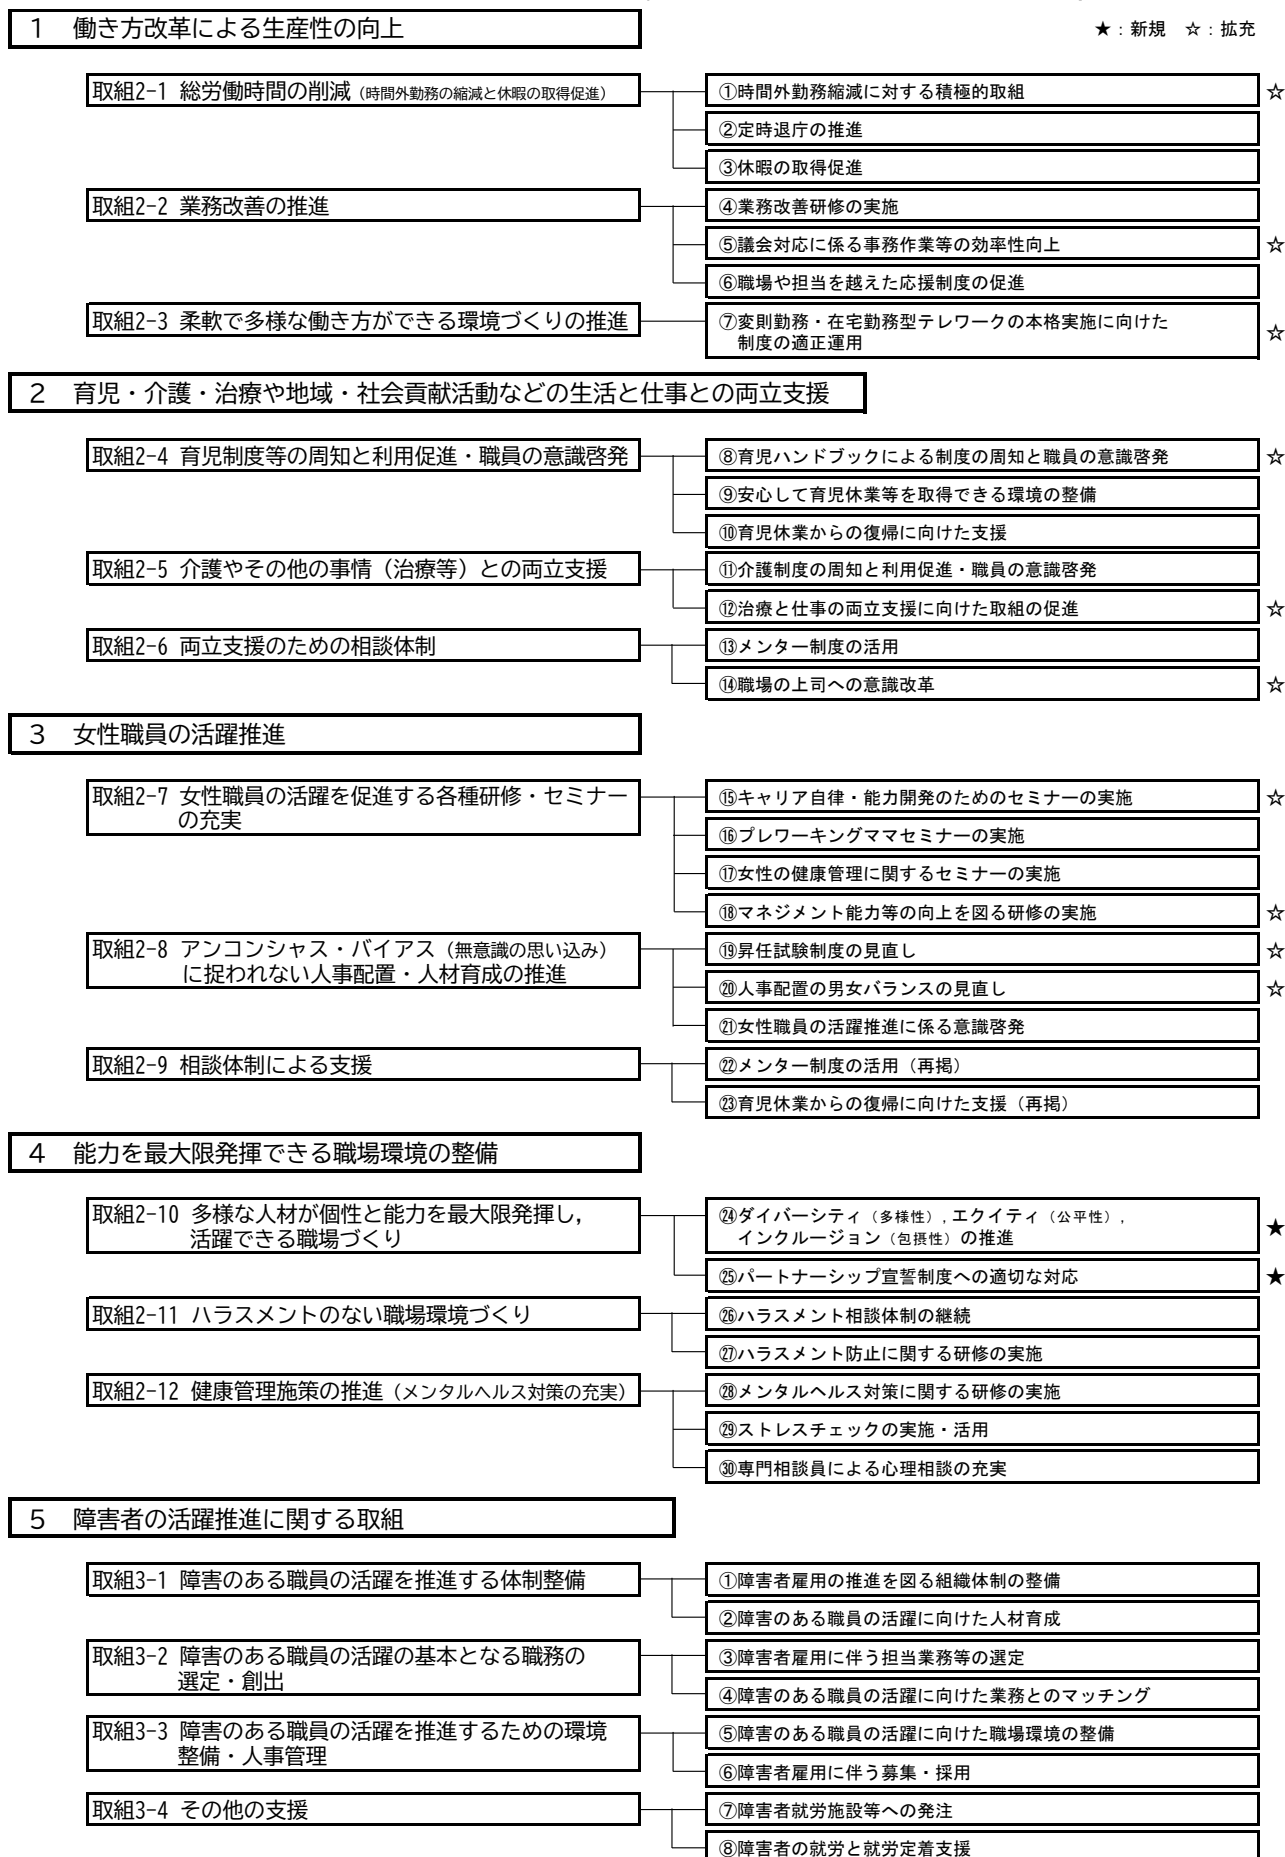 1 働き方改革による生産性の向上
★：新規 ☆：拡充
取組2-1 総労働時間の削減（時間外勤務の縮減と休暇の取得促進）
①時間外勤務縮減に対する積極的取組 ☆
②定時退庁の推進
③休暇の取得促進
取組2-2 業務改善の推進
④業務改善研修の実施
⑤議会対応に係る事務作業等の効率性向上 ☆
⑥職場や担当を越えた応援制度の促進
取組2-3 柔軟で多様な働き方ができる環境づくりの推進
⑦変則勤務・在宅勤務型テレワークの本格実施に向けた
制度の適正運用 ☆
2 育児・介護・治療や地域・社会貢献活動などの生活と仕事との両立支援
取組2-4 育児制度等の周知と利用促進・職員の意識啓発
⑧育児ハンドブックによる制度の周知と職員の意識啓発 ☆
⑨安心して育児休業等を取得できる環境の整備
⑩育児休業からの復帰に向けた支援
取組2-5 介護やその他の事情（治療等）との両立支援
⑪介護制度の周知と利用促進・職員の意識啓発
⑫治療と仕事の両立支援に向けた取組の促進 ☆
取組2-6 両立支援のための相談体制
⑬メンター制度の活用
⑭職場の上司への意識改革 ☆
3 女性職員の活躍推進
取組2-7 女性職員の活躍を促進する各種研修・セミナー
の充実
⑮キャリア自律・能力開発のためのセミナーの実施 ☆
⑯プレワーキングママセミナーの実施
⑰女性の健康管理に関するセミナーの実施
⑱マネジメント能力等の向上を図る研修の実施 ☆
取組2-8 アンコンシャス・バイアス（無意識の思い込み）
に捉われない人事配置・人材育成の推進
⑲昇任試験制度の見直し ☆
⑳人事配置の男女バランスの見直し ☆
㉑女性職員の活躍推進に係る意識啓発
取組2-9 相談体制による支援
㉒メンター制度の活用（再掲）
㉓育児休業からの復帰に向けた支援（再掲）
4 能力を最大限発揮できる職場環境の整備
取組2-10 多様な人材が個性と能力を最大限発揮し，
活躍できる職場づくり
㉔ダイバーシティ（多様性）,エクイティ（公平性）,
インクルージョン（包摂性）の推進 ★
㉕パートナーシップ宣誓制度への適切な対応 ★
取組2-11 ハラスメントのない職場環境づくり
㉖ハラスメント相談体制の継続
㉗ハラスメント防止に関する研修の実施
取組2-12 健康管理施策の推進（メンタルヘルス対策の充実）
㉘メンタルヘルス対策に関する研修の実施
㉙ストレスチェックの実施・活用
㉚専門相談員による心理相談の充実
5 障害者の活躍推進に関する取組
取組3-1 障害のある職員の活躍を推進する体制整備
①障害者雇用の推進を図る組織体制の整備
②障害のある職員の活躍に向けた人材育成
取組3-2 障害のある職員の活躍の基本となる職務の
選定・創出
③障害者雇用に伴う担当業務等の選定
④障害のある職員の活躍に向けた業務とのマッチング
取組3-3 障害のある職員の活躍を推進するための環境
整備・人事管理
⑤障害のある職員の活躍に向けた職場環境の整備
⑥障害者雇用に伴う募集・採用
取組3-4 その他の支援
⑦障害者就労施設等への発注
⑧障害者の就労と就労定着支援